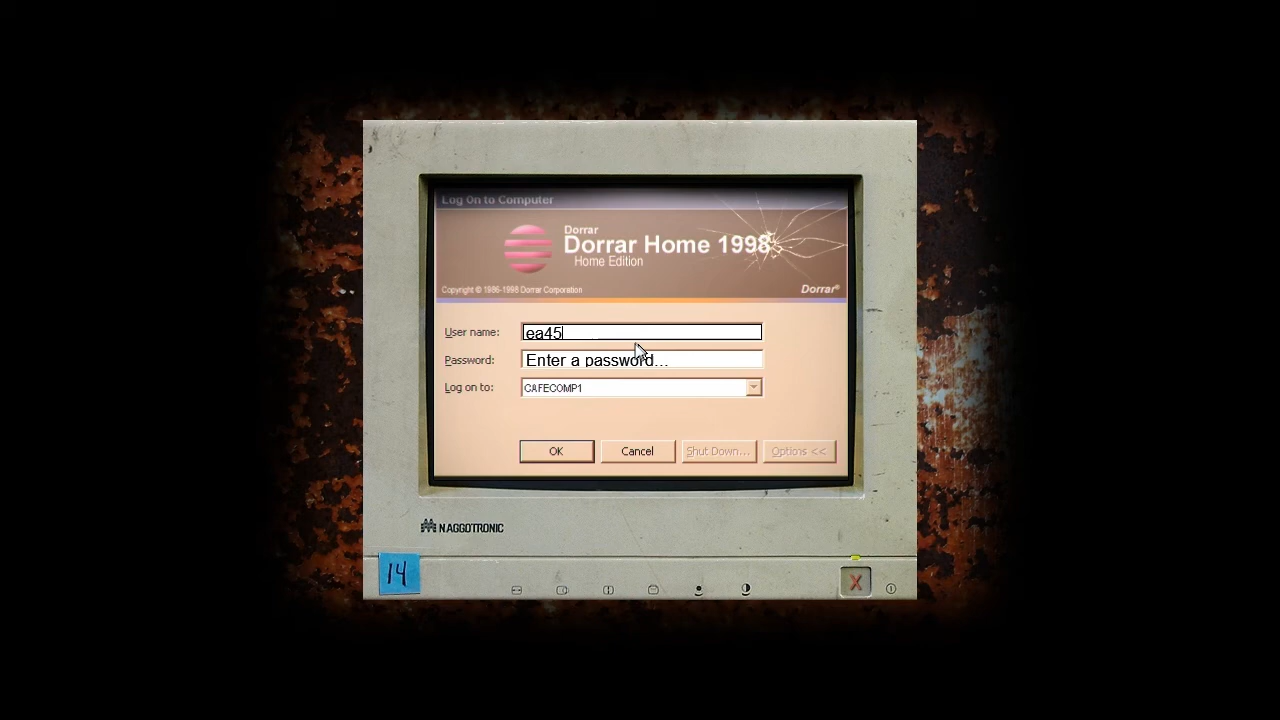 Log On to Computer
Dorrar
Dorrar Home 1998
Home Edition
Copyright © 1986-1998 Dorrar Corporation
Dorrar®
User name:
ea45
Password:
Enter a password...
Log on to:
CAFECOMP1
OK
Cancel
Shut Down...
Options <<
NAGGOTRONIC
14
X